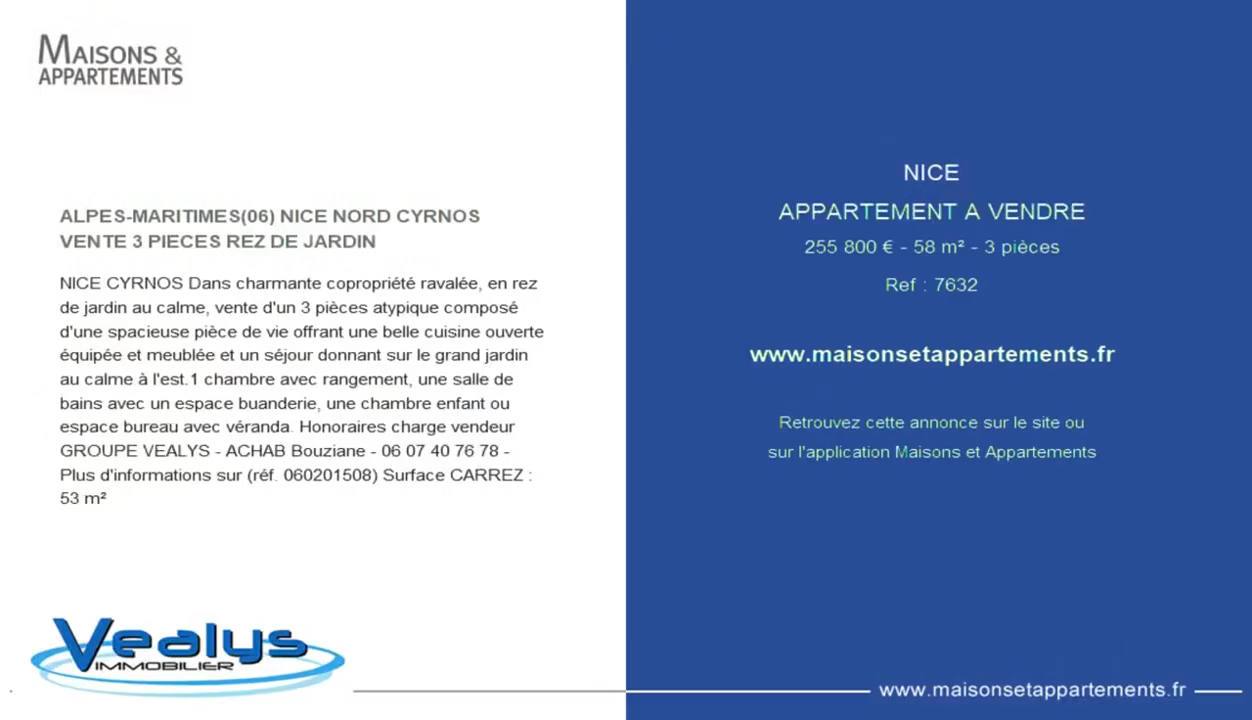 MAISONS &
APPARTEMENTS
ALPES-MARITIMES(06) NICE NORD CYRNOS
VENTE 3 PIECES REZ DE JARDIN
NICE CYRNOS Dans charmante copropriété ravalée, en rez
de jardin au calme, vente d'un 3 pièces atypique composé
d'une spacieuse pièce de vie offrant une belle cuisine ouverte
équipée et meublée et un séjour donnant sur le grand jardin
au calme à l'est.1 chambre avec rangement, une salle de
bains avec un espace buanderie, une chambre enfant ou
espace bureau avec véranda. Honoraires charge vendeur
GROUPE VEALYS - ACHAB Bouziane - 06 07 40 76 78 -
Plus d'informations sur (réf. 060201508) Surface CARREZ :
53 m²
Vealys
IMMOBILIER
NICE
APPARTEMENT A VENDRE
255 800 € - 58 m² - 3 pièces
Ref : 7632
www.maisonsetappartements.fr
Retrouvez cette annonce sur le site ou
sur l'application Maisons et Appartements
www.maisonsetappartements.fr